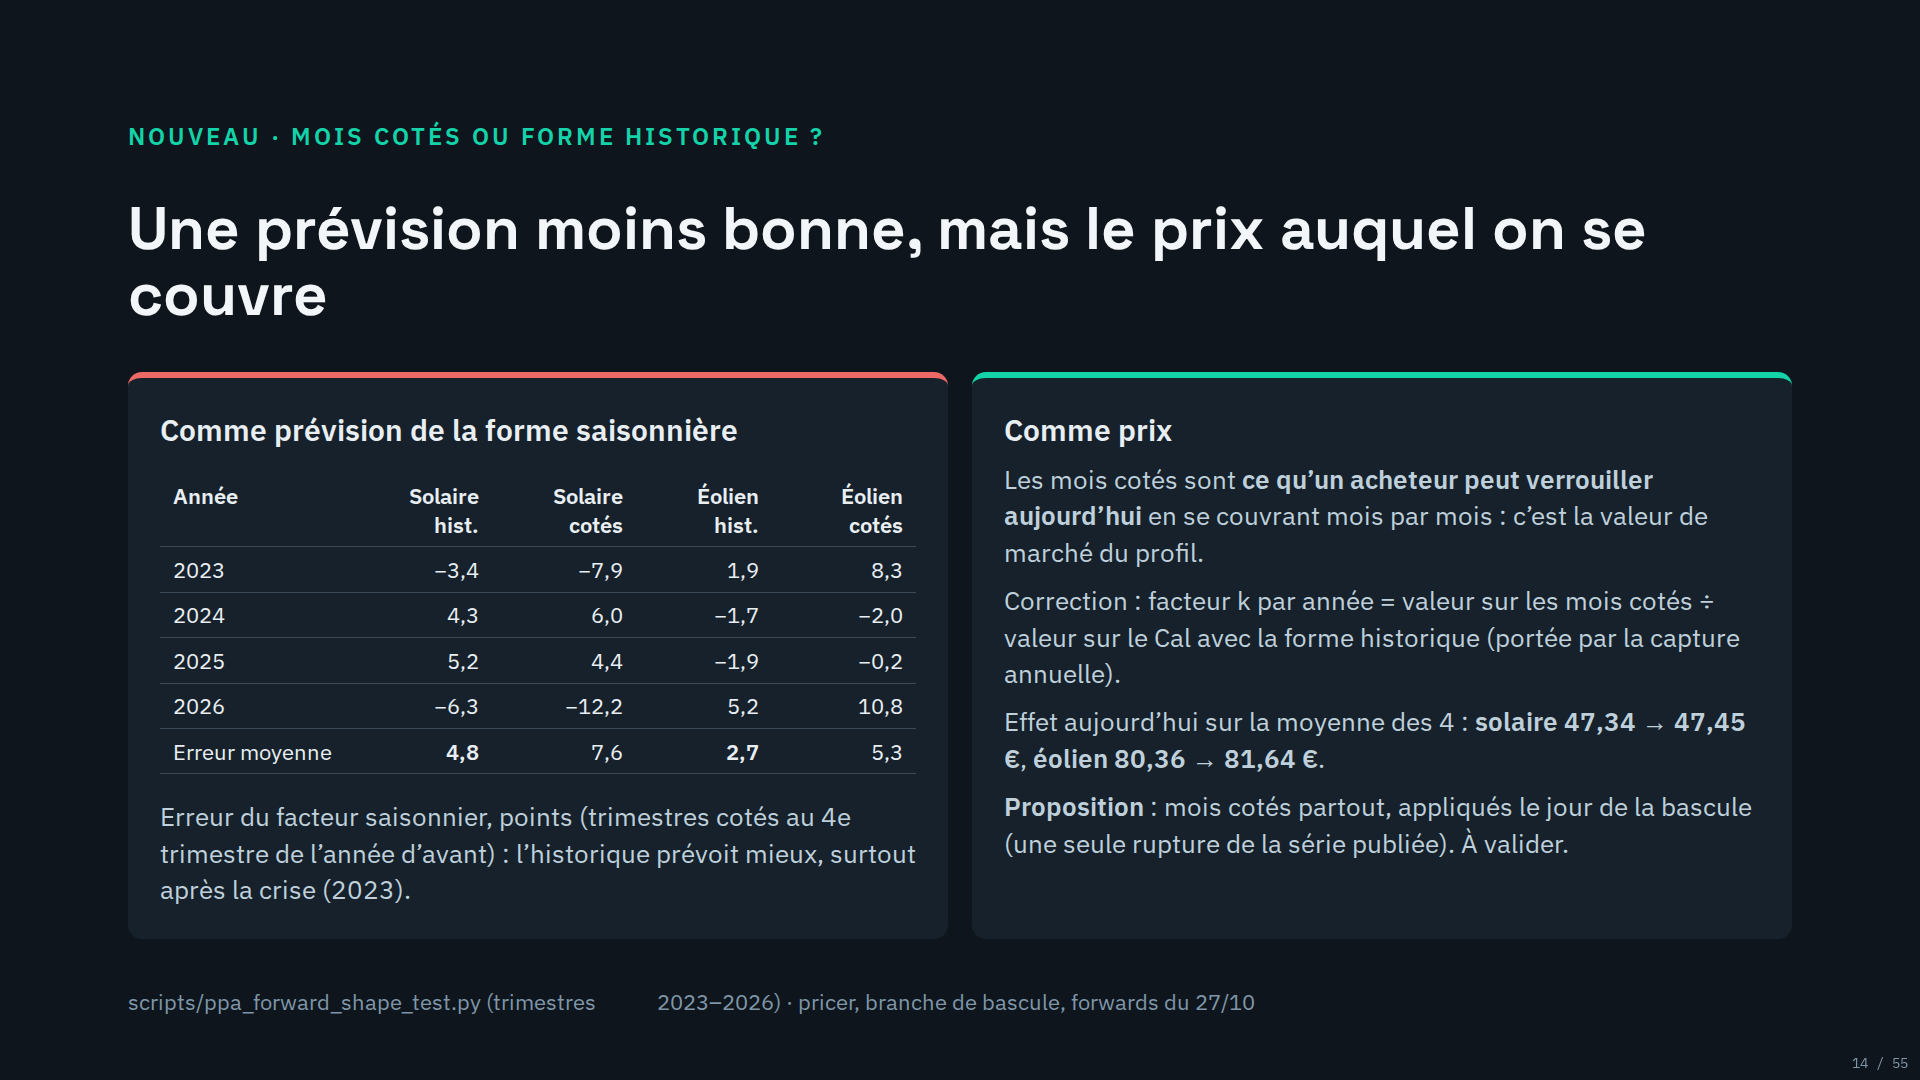 NOUVEAU · MOIS COTÉS OU FORME HISTORIQUE ?
Une prévision moins bonne, mais le prix auquel on se
couvre
Comme prévision de la forme saisonnière
Année Solaire hist. Solaire cotés Éolien hist. Éolien cotés
2023 −3,4 −7,9 1,9 8,3
2024 4,3 6,0 −1,7 −2,0
2025 5,2 4,4 −1,9 −0,2
2026 −6,3 −12,2 5,2 10,8
Erreur moyenne 4,8 7,6 2,7 5,3
Erreur du facteur saisonnier, points (trimestres cotés au 4e
trimestre de l’année d’avant) : l’historique prévoit mieux, surtout
après la crise (2023).
Comme prix
Les mois cotés sont ce qu’un acheteur peut verrouiller
aujourd’hui en se couvrant mois par mois : c’est la valeur de
marché du profil.
Correction : facteur k par année = valeur sur les mois cotés ÷
valeur sur le Cal avec la forme historique (portée par la capture
annuelle).
Effet aujourd’hui sur la moyenne des 4 : solaire 47,34 → 47,45
€, éolien 80,36 → 81,64 €.
Proposition : mois cotés partout, appliqués le jour de la bascule
(une seule rupture de la série publiée). À valider.
scripts/ppa_forward_shape_test.py (trimestres 2023–2026) · pricer, branche de bascule, forwards du 27/10
14 / 55